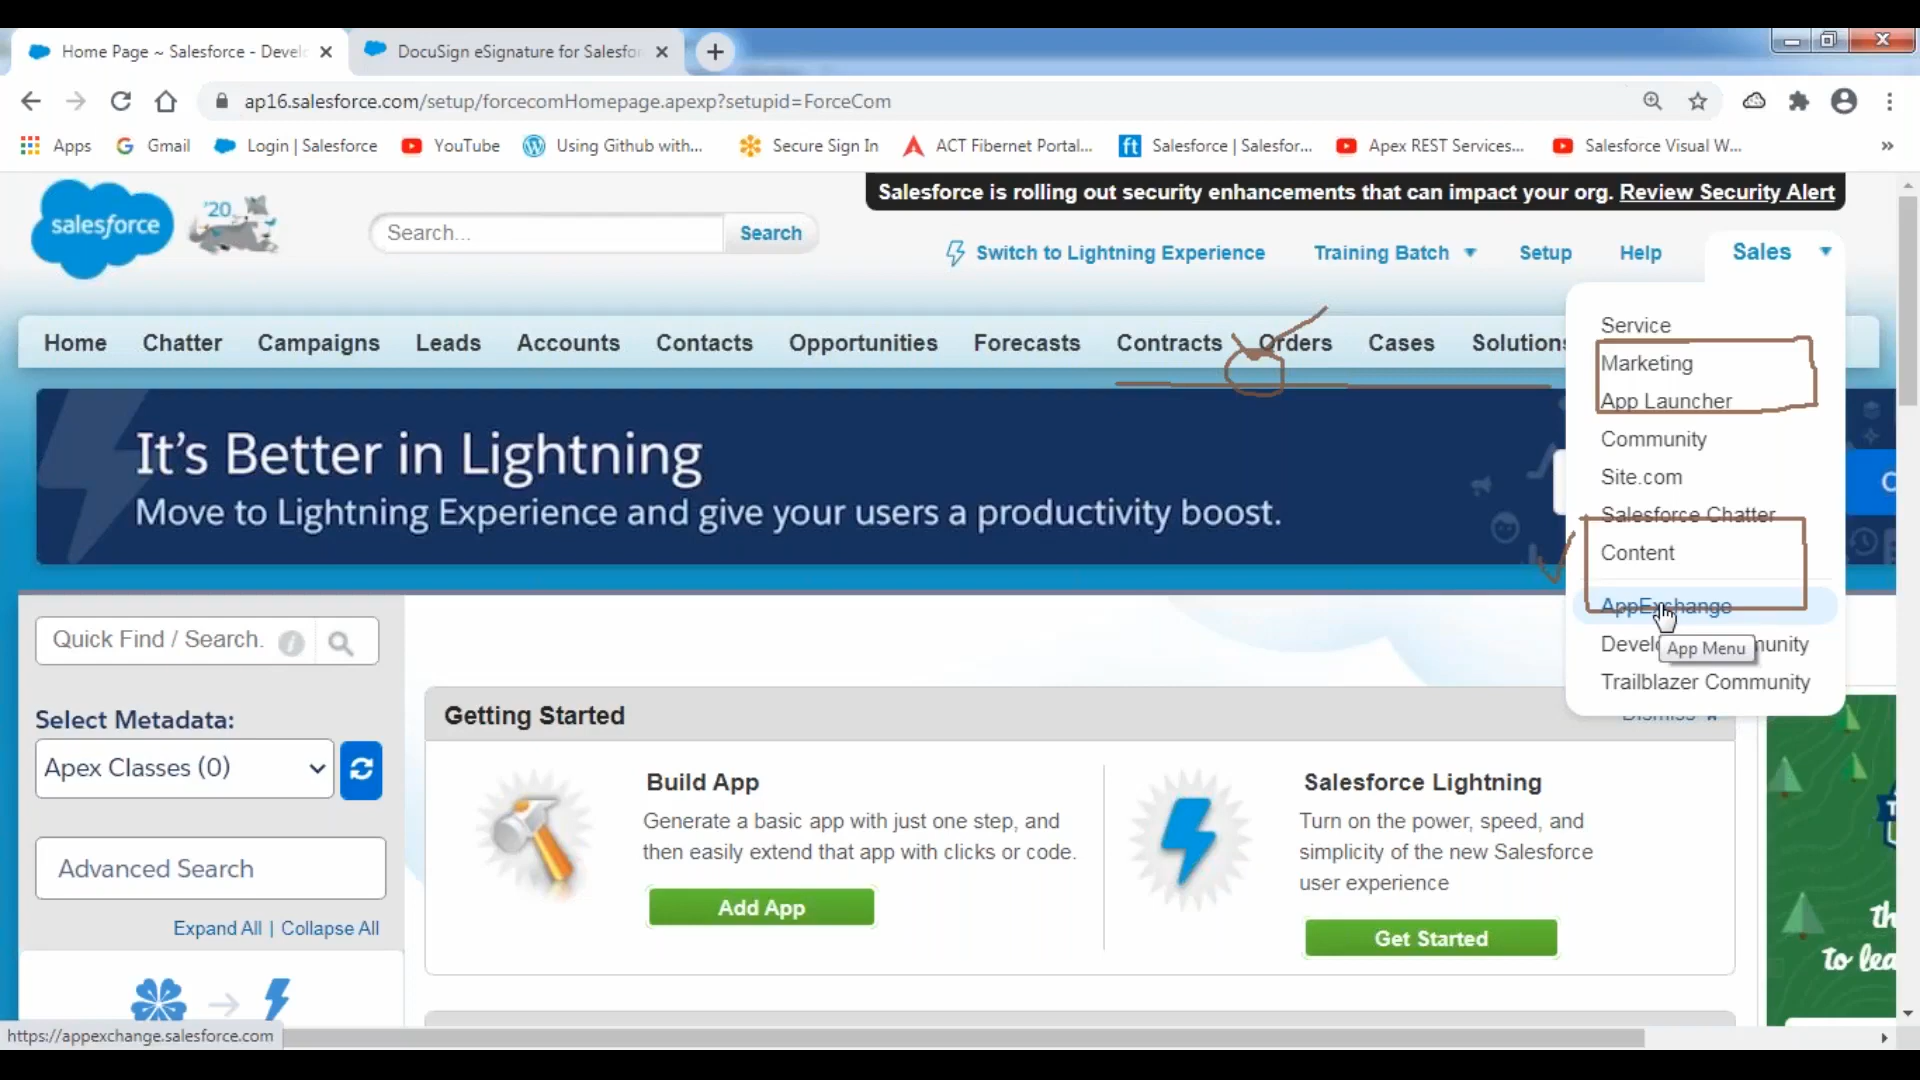 Home Page ~ Salesforce - Devel
DocuSign eSignature for Salesfor
ap16.salesforce.com/setup/forcecomHomepage.apexp?setupid=ForceCom
Apps
Gmail
Login | Salesforce
YouTube
Using Github with...
Secure Sign In
ACT Fibernet Portal...
Salesforce | Salesfor...
Apex REST Services...
Salesforce Visual W...
Salesforce is rolling out security enhancements that can impact your org. Review Security Alert
salesforce
'20
Search...
Search
Switch to Lightning Experience
Training Batch
Setup
Help
Sales
Home
Chatter
Campaigns
Leads
Accounts
Contacts
Opportunities
Forecasts
Contracts
Orders
Cases
Solutions
Service
Marketing
App Launcher
Community
Site.com
Salesforce Chatter
Content
AppExchange
Develo
munity
App Menu
Trailblazer Community
It's Better in Lightning
Move to Lightning Experience and give your users a productivity boost.
Quick Find / Search.
Select Metadata:
Apex Classes (0)
Advanced Search
Expand All | Collapse All
Getting Started
Build App
Generate a basic app with just one step, and
then easily extend that app with clicks or code.
Add App
Salesforce Lightning
Turn on the power, speed, and
simplicity of the new Salesforce
user experience
Get Started
th
to lea
https://appexchange.salesforce.com